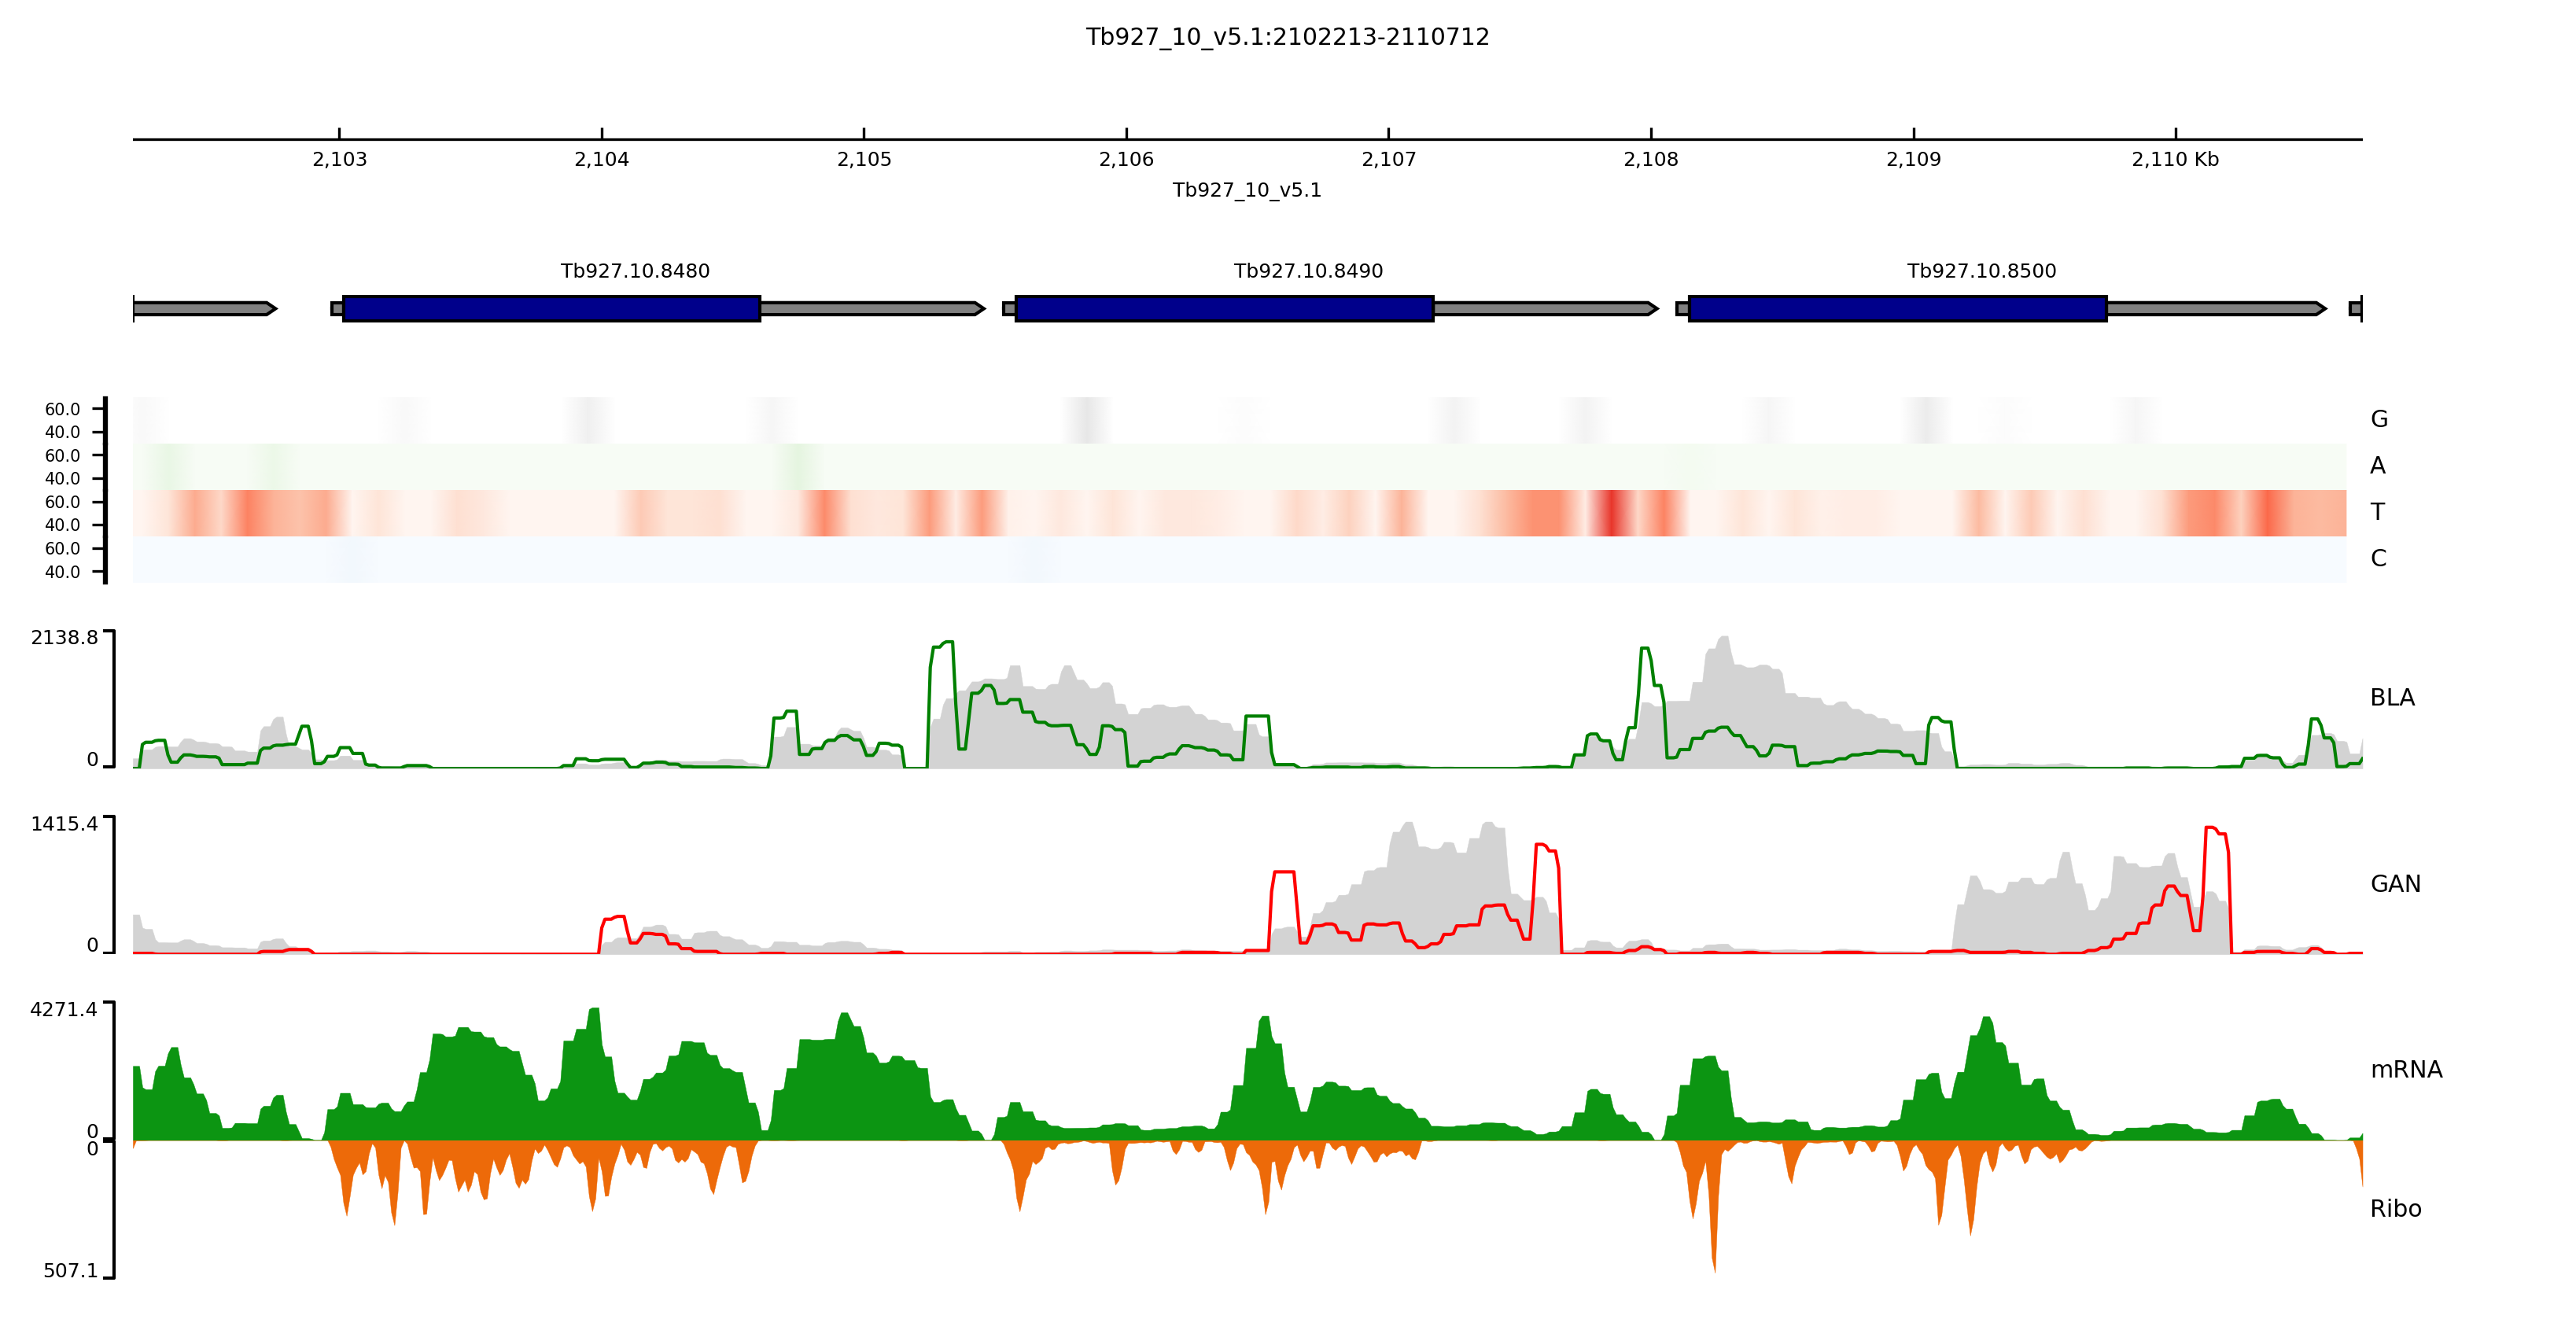 Tb927_10_v5.1:2102213-2110712
2,103 2,104 2,105 2,106 2,107 2,108 2,109 2,110 Kb
Tb927_10_v5.1
Tb927.10.8480 Tb927.10.8490 Tb927.10.8500
60.0
40.0
G
60.0
40.0
A
60.0
40.0
T
60.0
40.0
C
2138.8
0
BLA
1415.4
0
GAN
4271.4
0
mRNA
0
507.1
Ribo